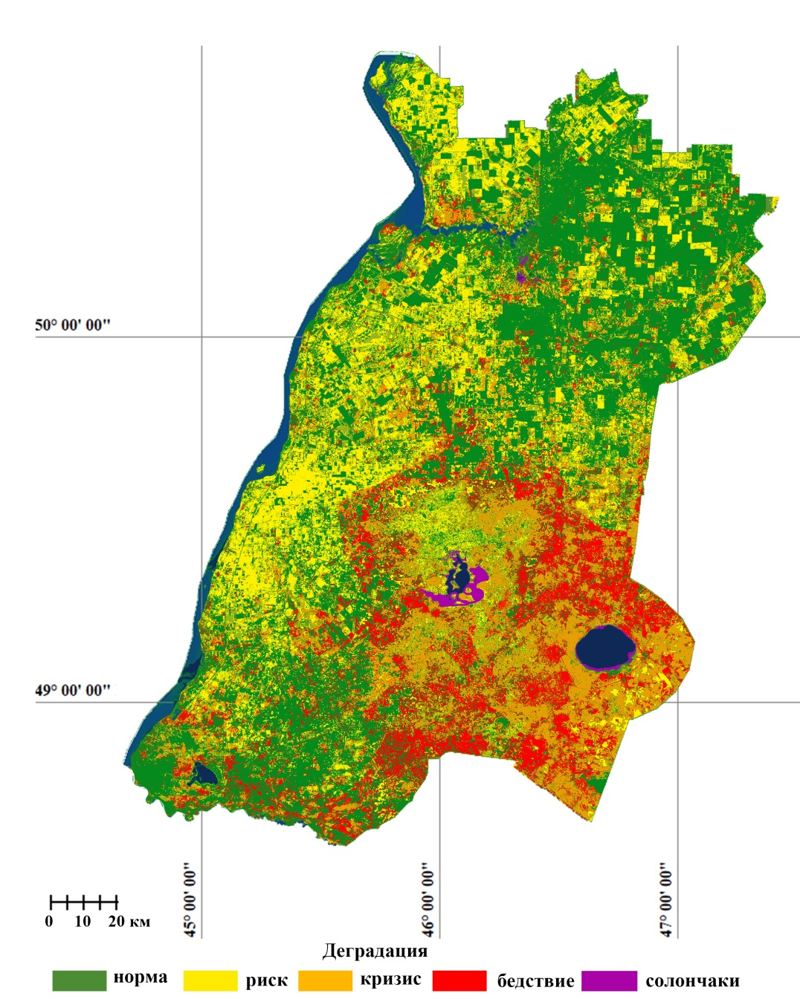 50° 00' 00"
49° 00' 00"
45° 00' 00"
46° 00' 00"
47° 00' 00"
0 10 20 км
Деградация
норма риск кризис бедствие солончаки